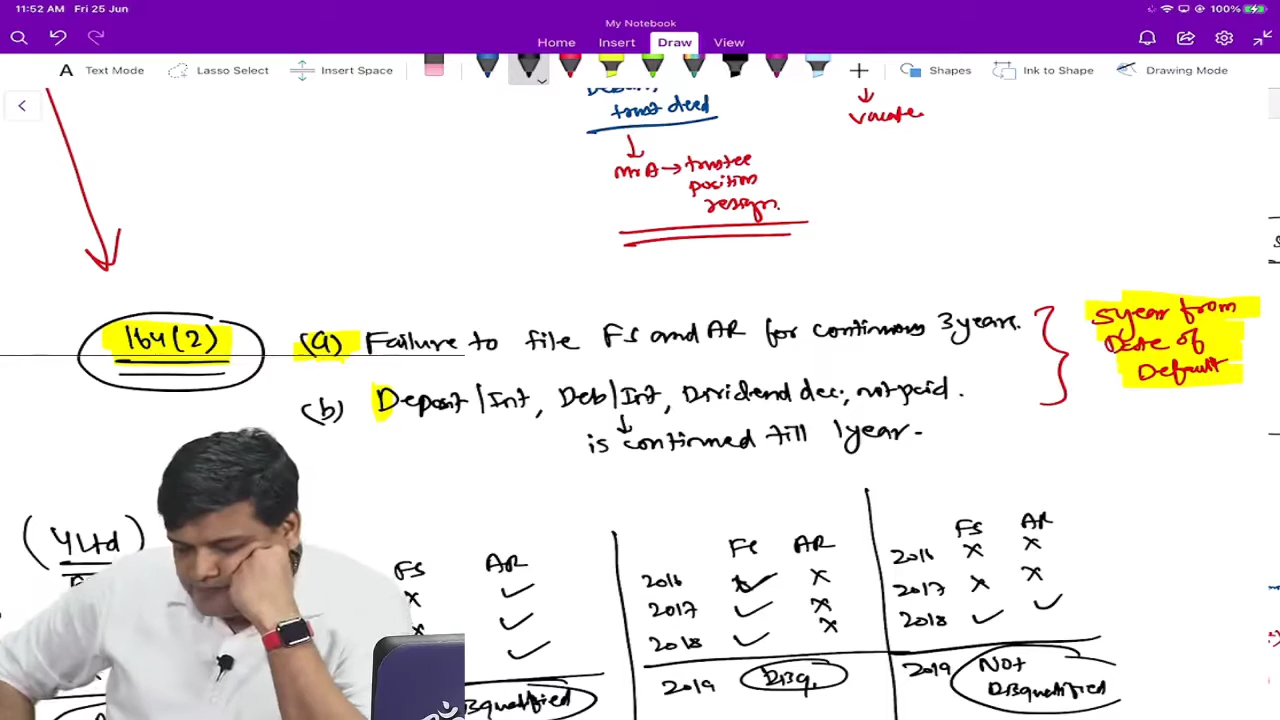 11:52 AM Fri 25 Jun
100%
My Notebook
Home Insert Draw View
Text Mode Lasso Select Insert Space Shapes Ink to Shape Drawing Mode
trust deed
vacate
Mr A → trustee
position
resign.
164(2)
(a) Failure to file FS and AR for continuous 3 years.
(b) Deposit/Int, Deb/Int, Dividend dec, not paid.
is continued till 1 year.
5 year from
Date of
Default
(Y Ltd)
FS AR
× ✓
× ✓
✓
squalified
FS AR
2016 ✓ ×
2017 ✓ ×
2018 ✓ ×
2019 Disq.
FS AR
2016 × ×
2017 × ×
2018 ✓ ✓
2019 Not
Disqualified